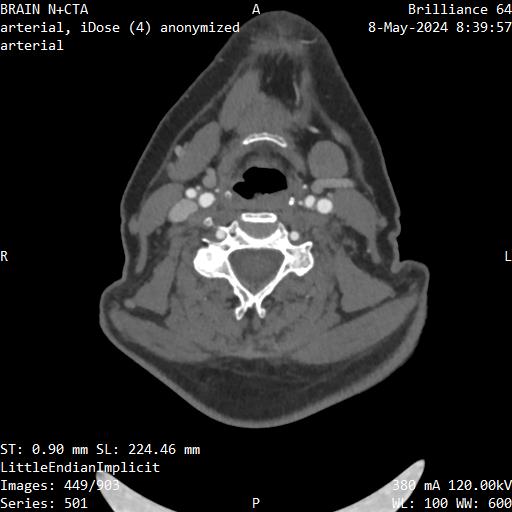 BRAIN N+CTA
A
Brilliance 64
arterial, iDose (4) anonymized
8-May-2024 8:39:57
arterial
R
L
ST: 0.90 mm SL: 224.46 mm
LittleEndianImplicit
Images: 449/903
380 mA 120.00kV
Series: 501
P
WL: 100 WW: 600